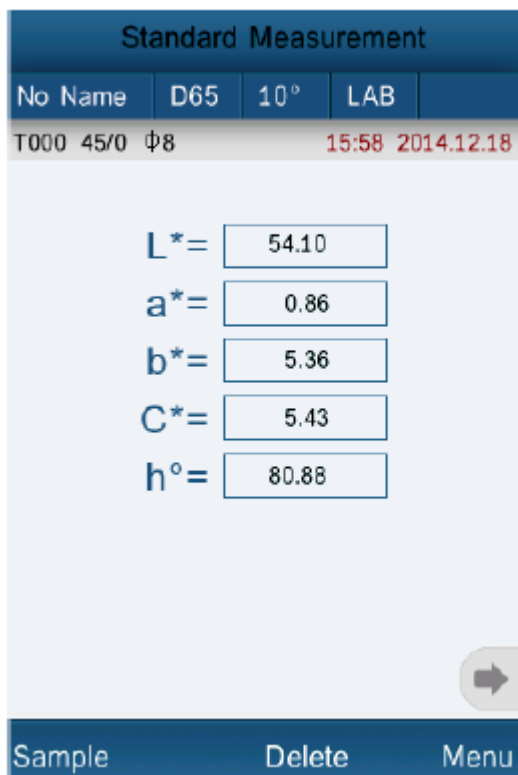 Standard Measurement
No Name D65 10° LAB
T000 45/0 Φ8 15:58 2014.12.18
L*= 54.10
a*= 0.86
b*= 5.36
C*= 5.43
h°= 80.88
Sample Delete Menu